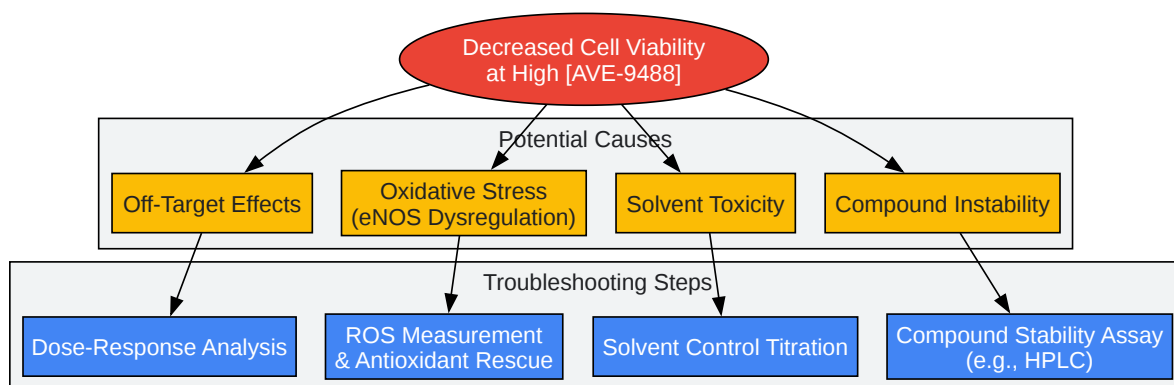 Decreased Cell Viability
at High [AVE-9488]
Potential Causes
Off-Target Effects
Oxidative Stress
(eNOS Dysregulation)
Solvent Toxicity
Compound Instability
Troubleshooting Steps
Dose-Response Analysis
ROS Measurement
& Antioxidant Rescue
Solvent Control Titration
Compound Stability Assay
(e.g., HPLC)